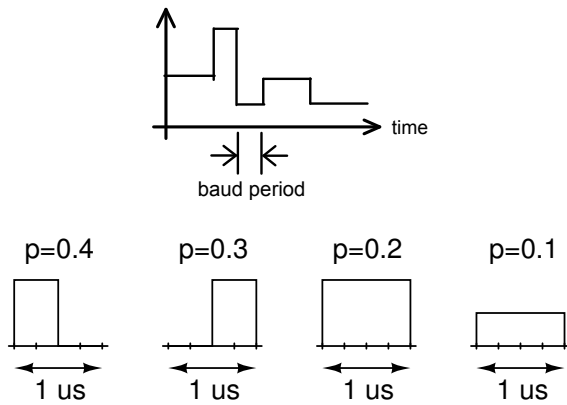 time
baud period
p=0.4 p=0.3 p=0.2 p=0.1
1 us 1 us 1 us 1 us